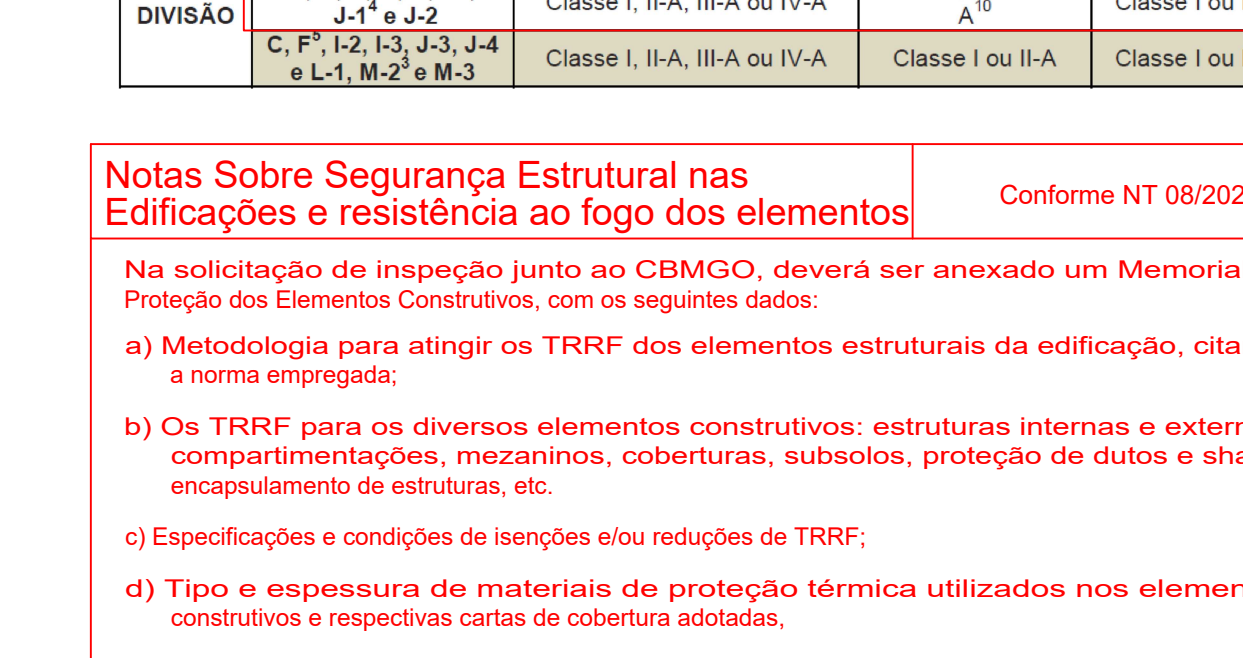 Classe I, II-A, III-A ou IV-A
DIVISÃO
J-1⁴ e J-2
A¹⁰
Classe I ou
C, F⁵, I-2, I-3, J-3, J-4
e L-1, M-2³ e M-3
Classe I, II-A, III-A ou IV-A
Classe I ou II-A
Classe I ou
Notas Sobre Segurança Estrutural nas
Edificações e resistência ao fogo dos elementos
Conforme NT 08/202
Na solicitação de inspeção junto ao CBMGO, deverá ser anexado um Memoria
Proteção dos Elementos Construtivos, com os seguintes dados:
a) Metodologia para atingir os TRRF dos elementos estruturais da edificação, cita
a norma empregada;
b) Os TRRF para os diversos elementos construtivos: estruturas internas e extern
compartimentações, mezaninos, coberturas, subsolos, proteção de dutos e sha
encapsulamento de estruturas, etc.
c) Especificações e condições de isenções e/ou reduções de TRRF;
d) Tipo e espessura de materiais de proteção térmica utilizados nos elemen
construtivos e respectivas cartas de cobertura adotadas,